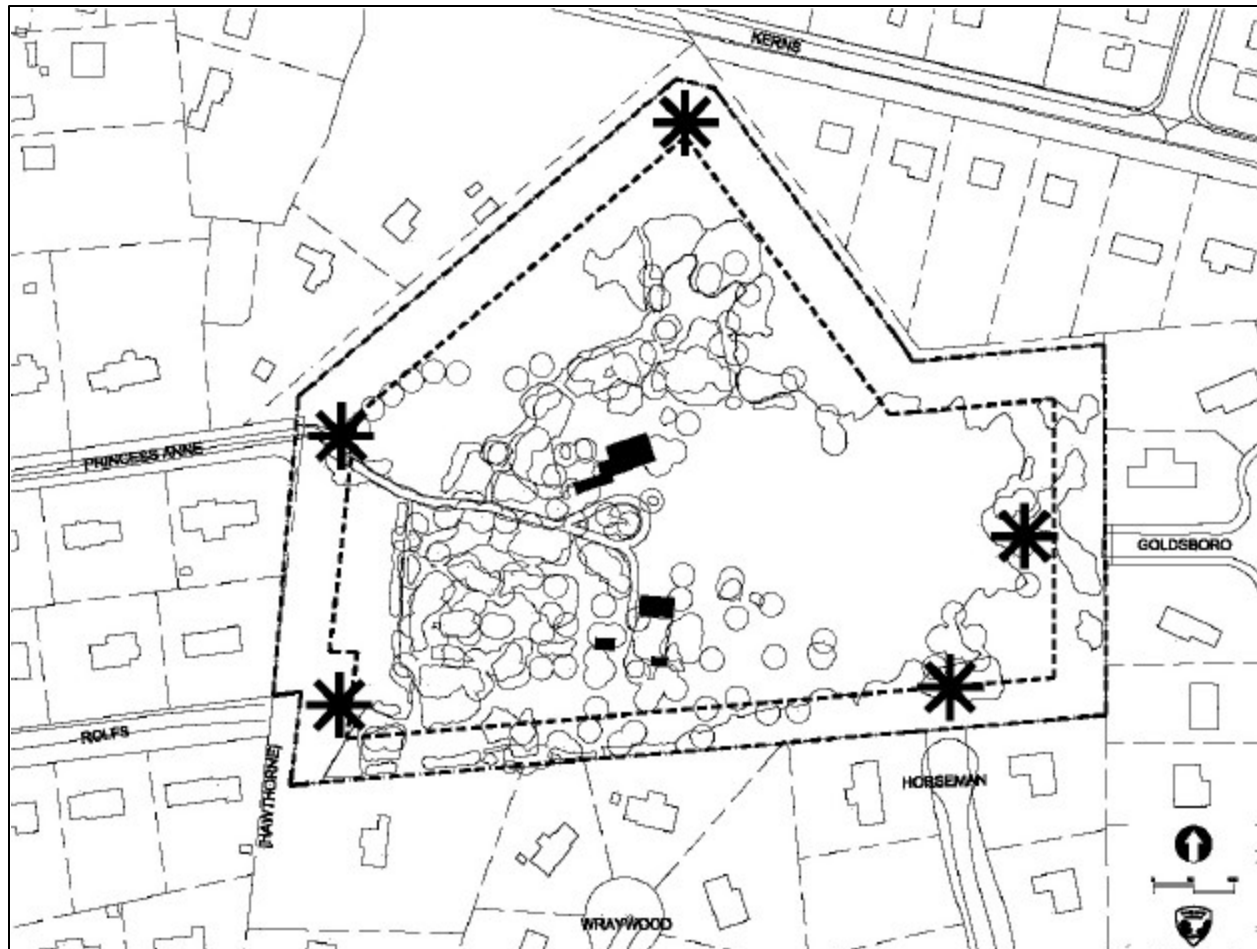 KERNS
PRINCESS ANNE
GOLDSBORO
ROLFS
(HAWTHORNE)
HORSEMAN
WRAYWOOD